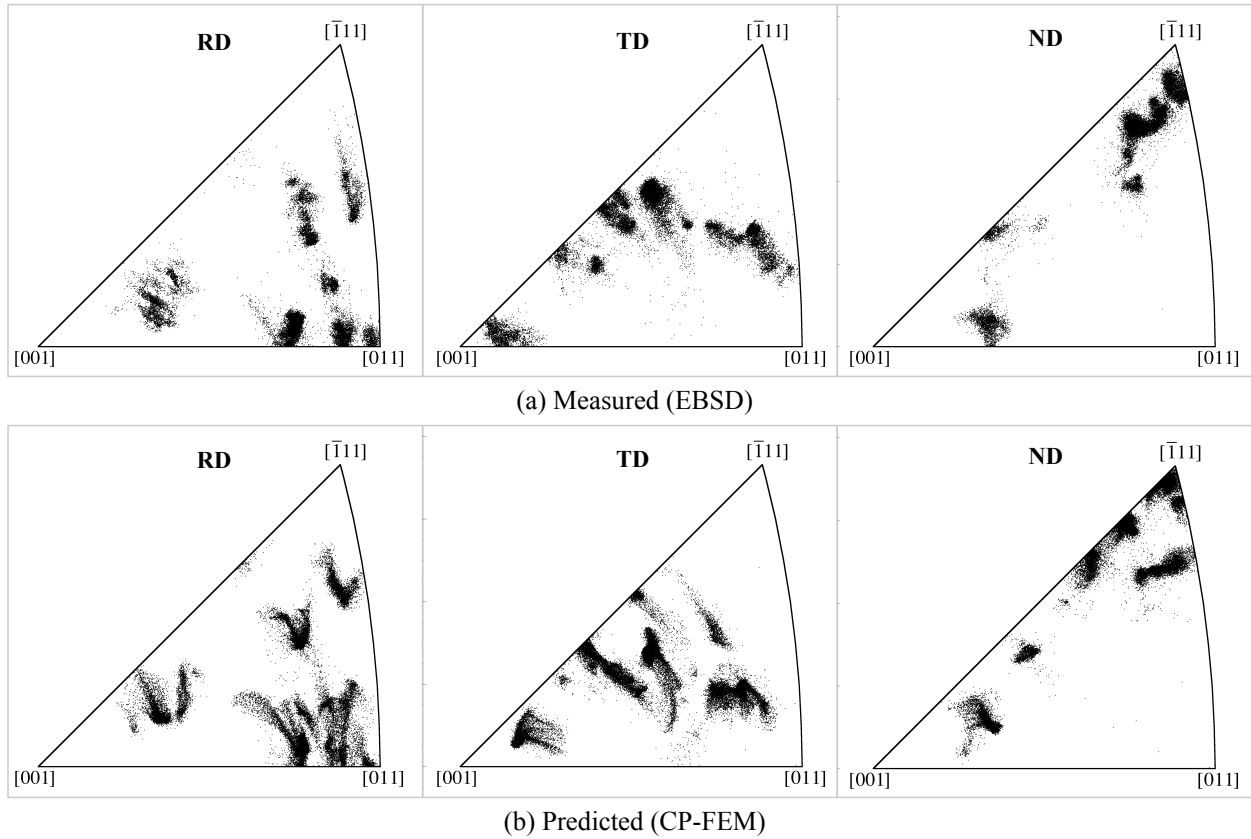 RD [1̄11] TD [1̄11] ND [1̄11]
[001] [011] [001] [011] [001] [011]
(a) Measured (EBSD)
RD [1̄11] TD [1̄11] ND [1̄11]
[001] [011] [001] [011] [001] [011]
(b) Predicted (CP-FEM)